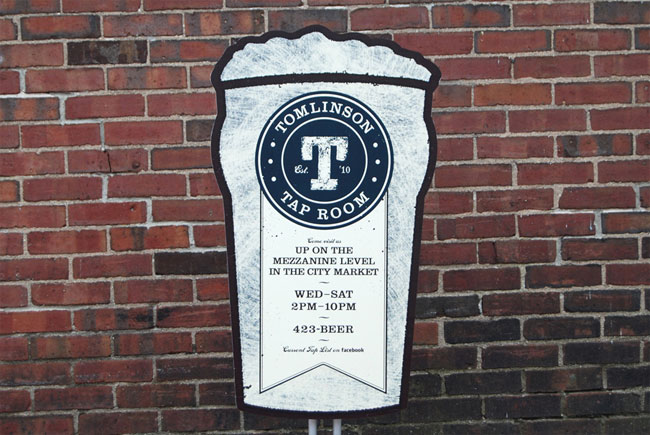 TOMLINSON
T
Est. '10
TAP ROOM
Come visit us
UP ON THE
MEZZANINE LEVEL
IN THE CITY MARKET
WED–SAT
2PM–10PM
423-BEER
Current Tap List on facebook